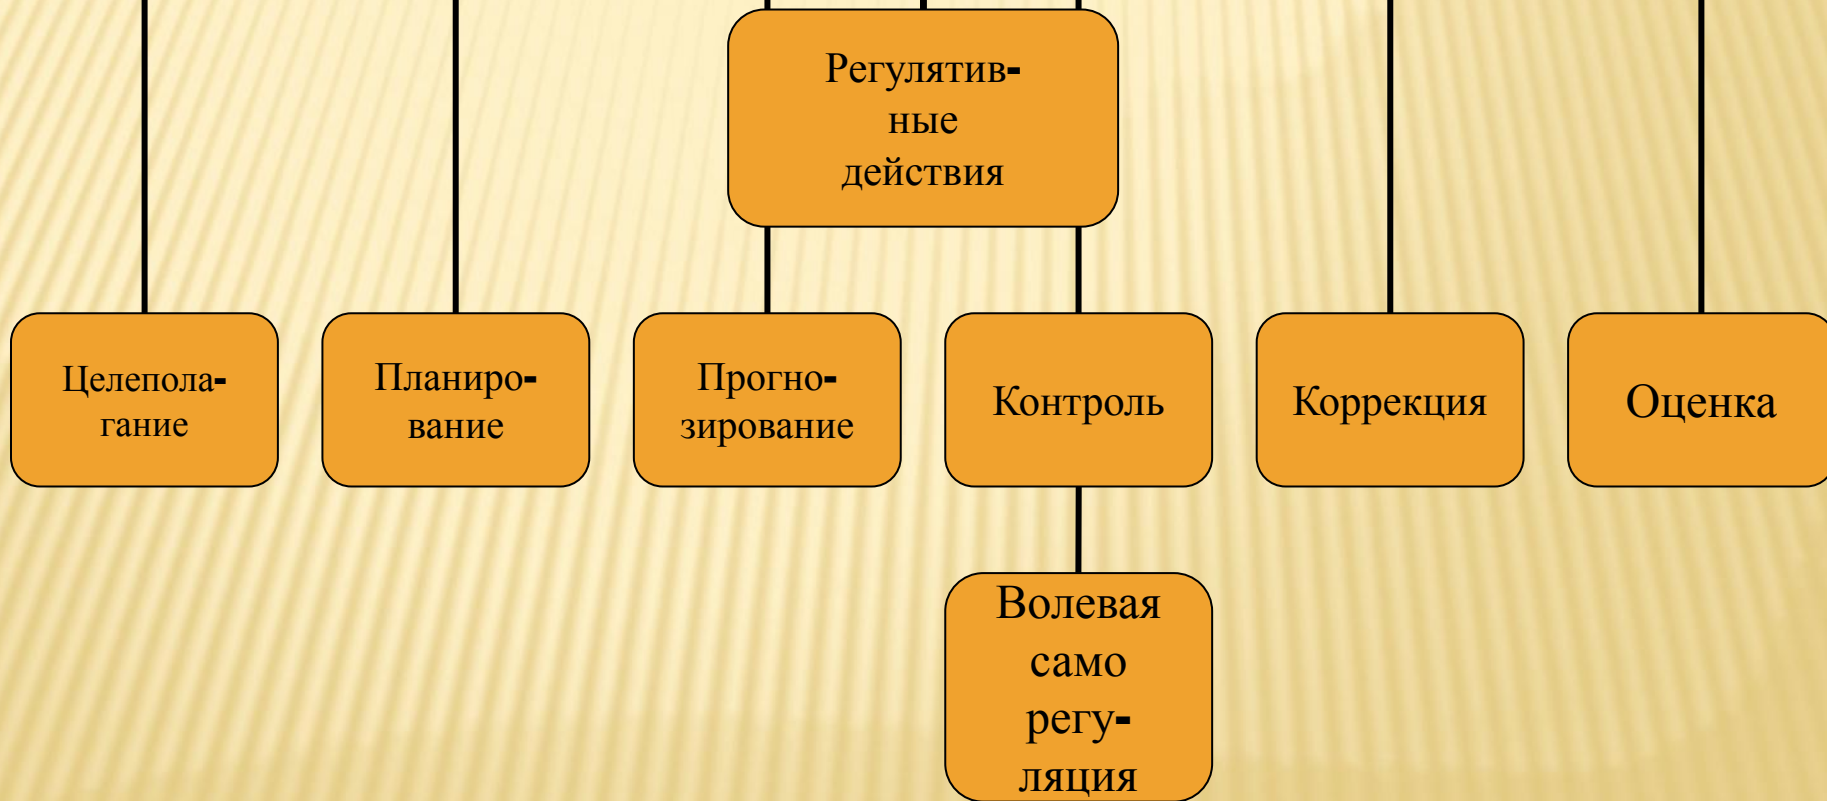 Регулятив-
ные
действия
Целепола-
гание
Планиро-
вание
Прогно-
зирование
Контроль
Коррекция
Оценка
Волевая
само
регу-
ляция